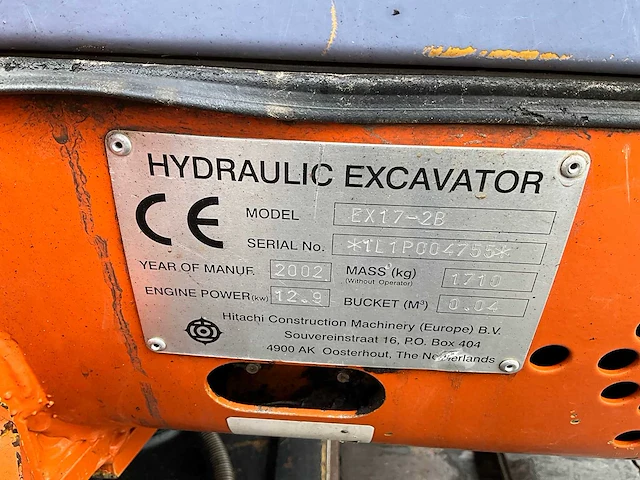 HYDRAULIC EXCAVATOR
CE
MODEL EX17-2B
SERIAL No. *1L1P004755*
YEAR OF MANUF. 2002 MASS (kg) 1710
(Without Operator)
ENGINE POWER (kw) 12.9 BUCKET (M³) 0.04
Hitachi Construction Machinery (Europe) B.V.
Souvereinstraat 16, P.O. Box 404
4900 AK Oosterhout, The Netherlands